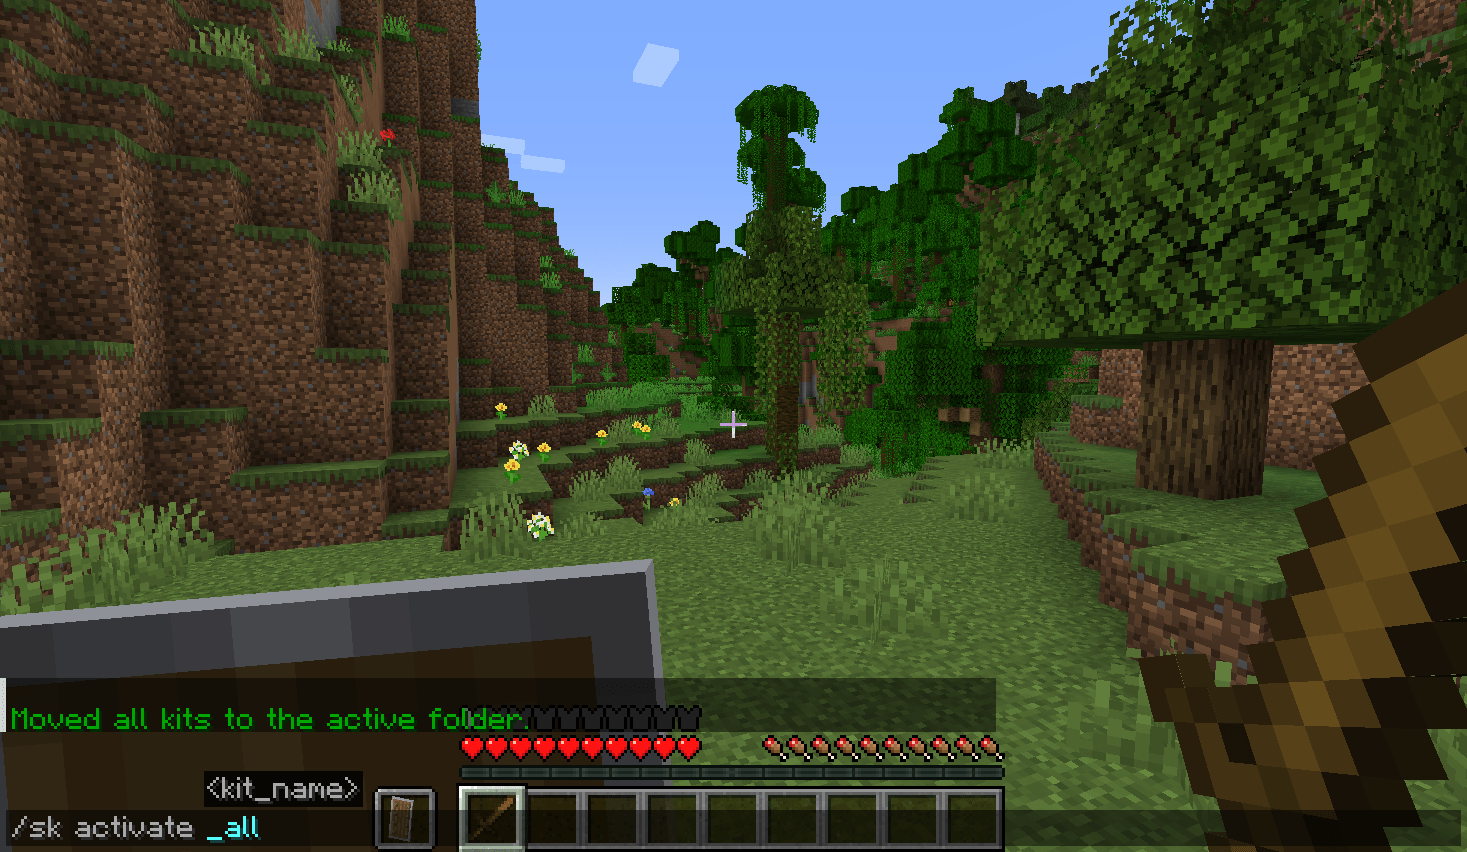 Moved all kits to the active folder.
<kit_name>
/sk activate _all